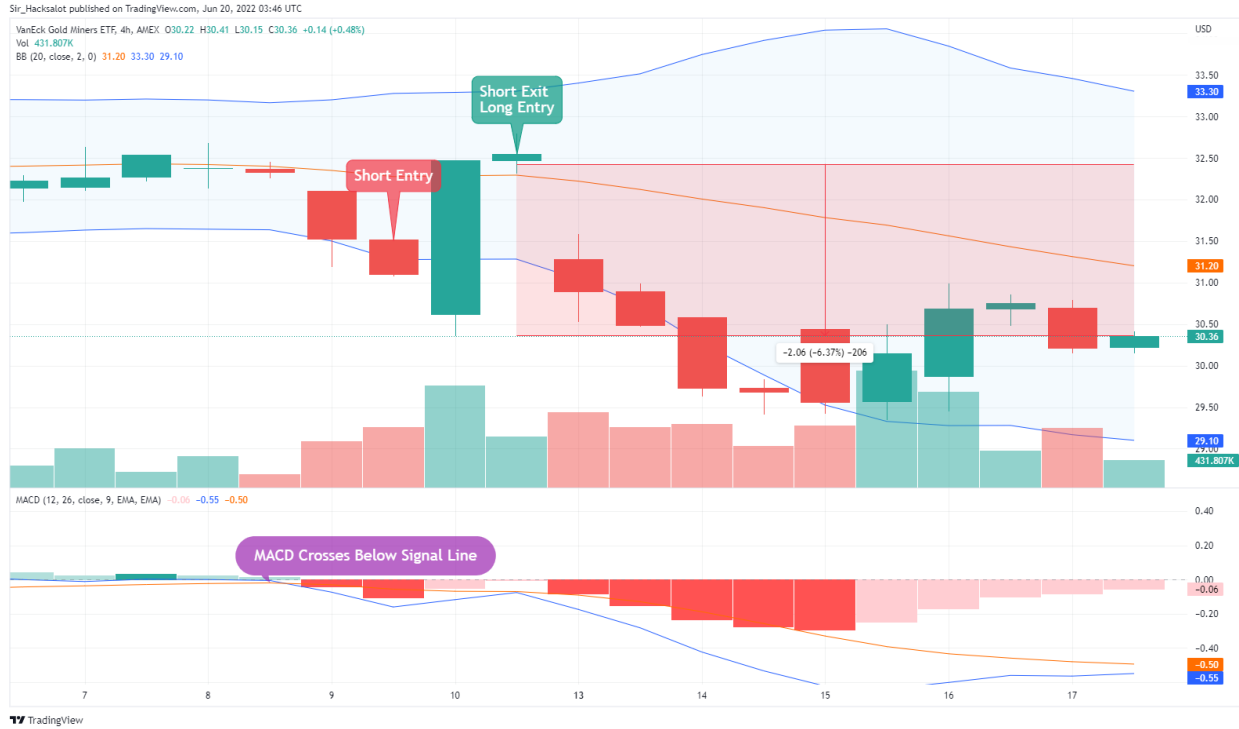 Sir_Hacksalot published on TradingView.com, Jun 20, 2022 03:46 UTC
VanEck Gold Miners ETF, 4h, AMEX O30.22 H30.41 L30.15 C30.36 +0.14 (+0.48%)
USD
Vol 431.807K
BB (20, close, 2, 0) 31.20 33.30 29.10
33.50
33.30
33.00
32.50
32.00
31.50
31.20
31.00
30.50
30.36
30.00
29.50
29.10
29.00
431.807K
Short Exit
Long Entry
Short Entry
−2.06 (−6.37%) −206
MACD (12, 26, close, 9, EMA, EMA) −0.06 −0.55 −0.50
MACD Crosses Below Signal Line
0.40
0.20
0.00
−0.06
−0.20
−0.40
−0.50
−0.55
7 8 9 10 13 14 15 16 17
TradingView